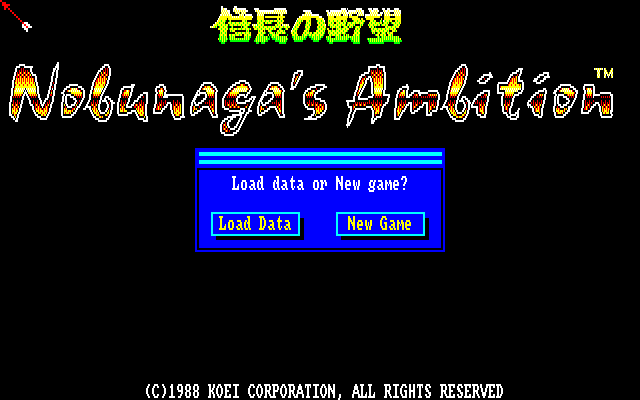 信長の野望
Nobunaga's Ambition™
Load data or New game?
Load Data
New Game
(C)1988 KOEI CORPORATION, ALL RIGHTS RESERVED